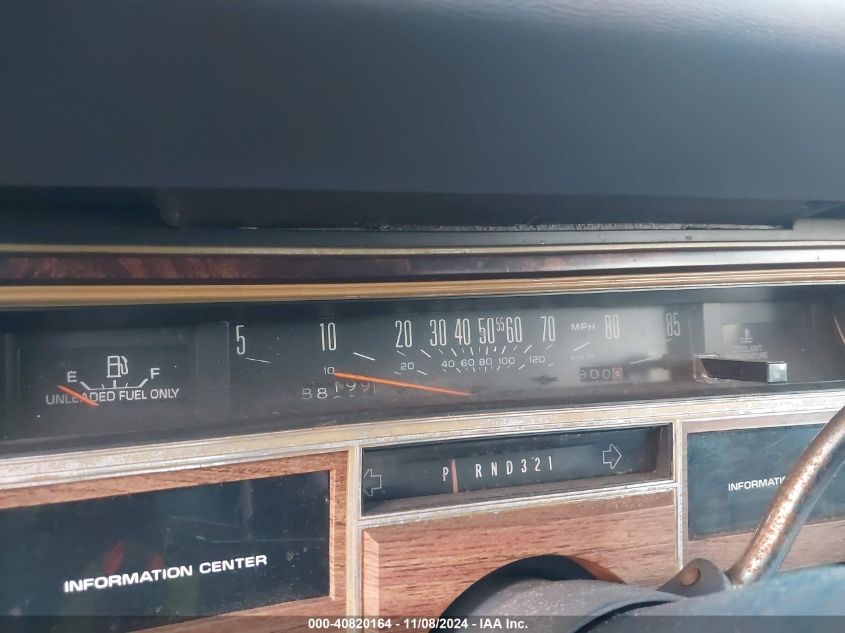 5 10 20 30 40 50 55 60 70 MPH 80 85
10 20 40 60 80 100 120 km/h
COOLANT
TEMPERATURE
E F
UNLEADED FUEL ONLY
P R N D 3 2 1
INFORMATION CENTER
INFORMATI
000-40820164 - 11/08/2024 - IAA Inc.